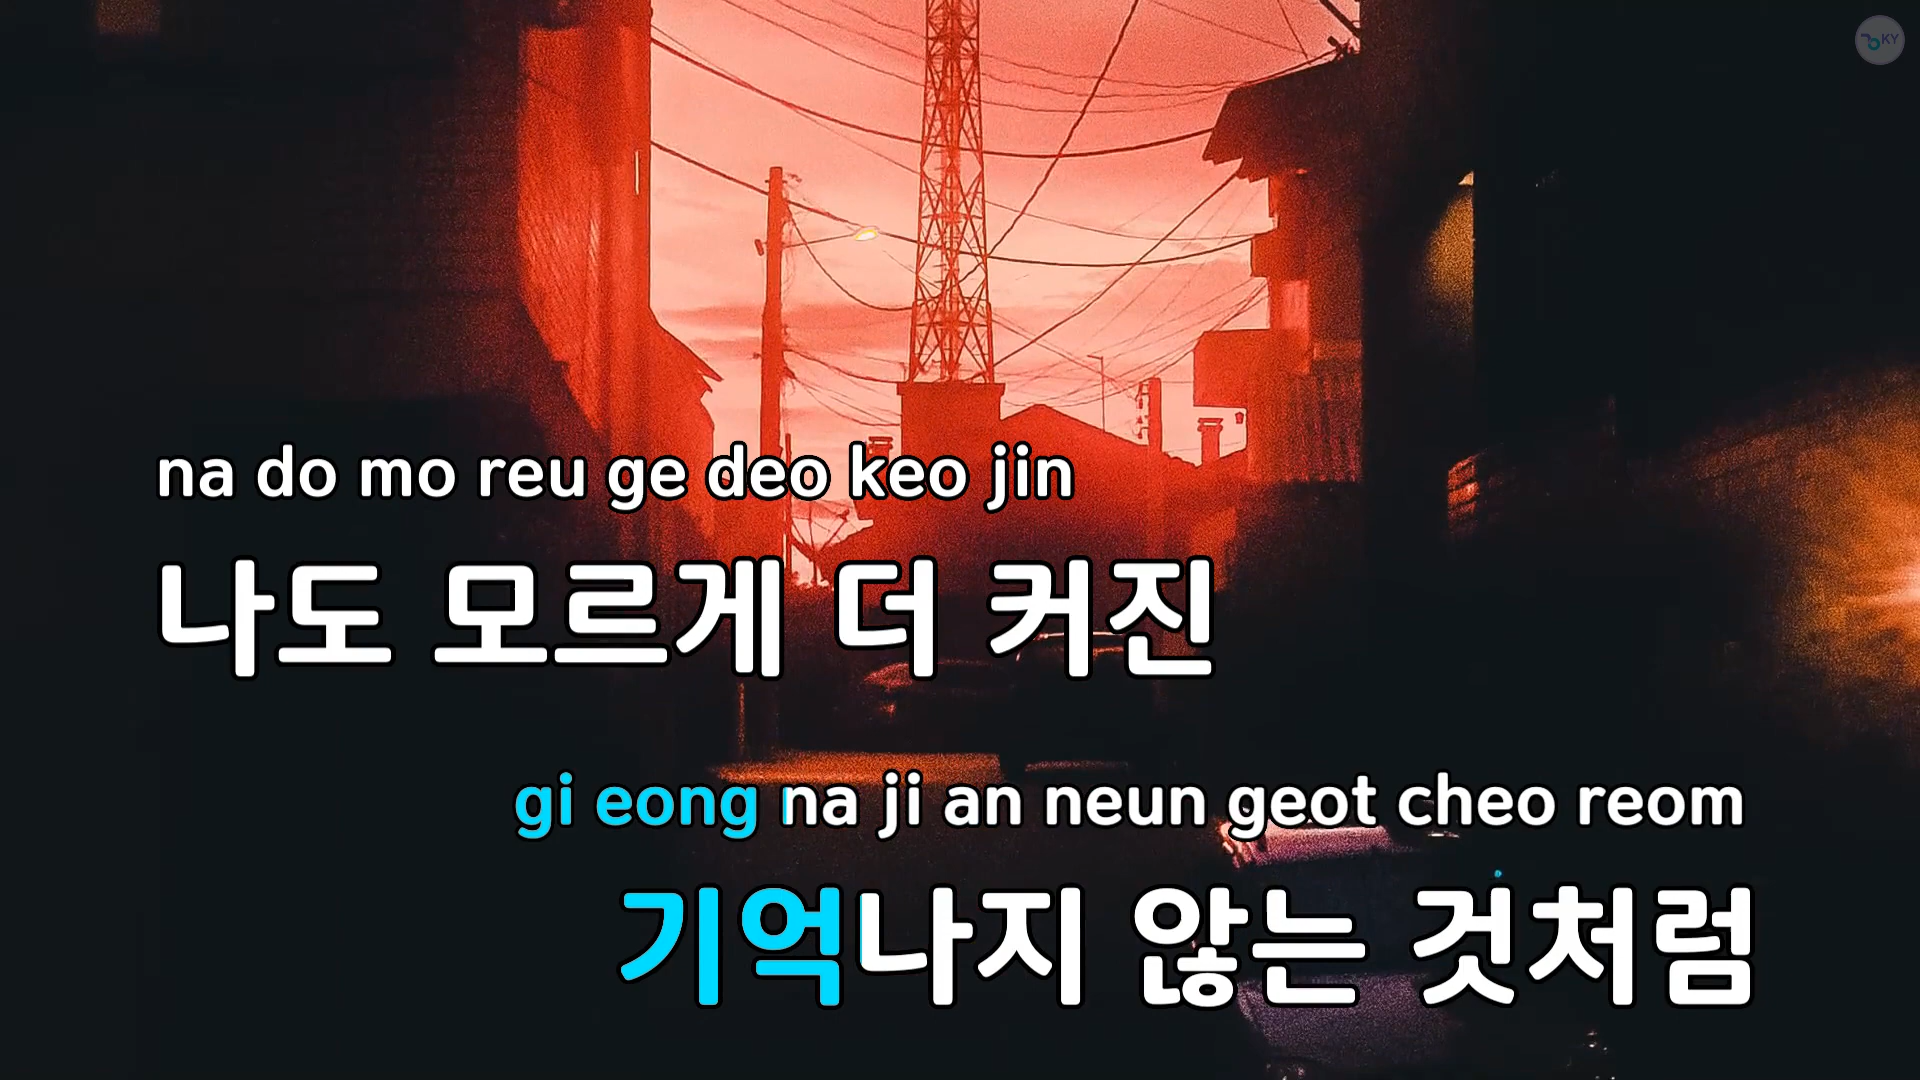 KY
na do mo reu ge deo keo jin
나도 모르게 더 커진
gi eong na ji an neun geot cheo reom
기억나지 않는 것처럼